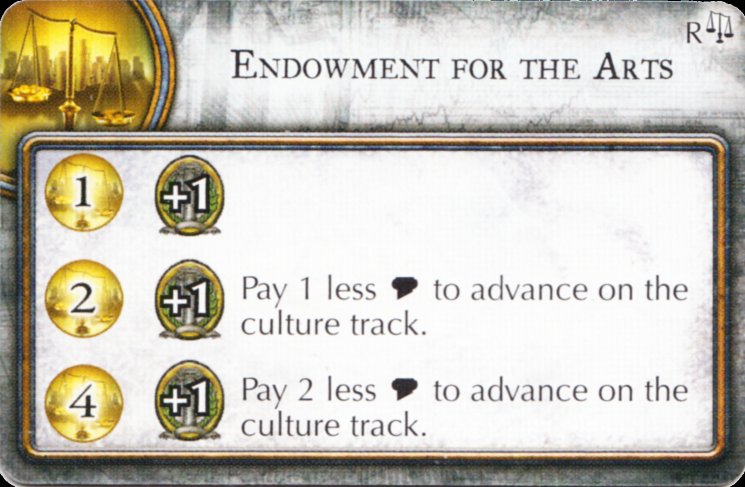 R
ENDOWMENT FOR THE ARTS
1 +1
2 +1 Pay 1 less to advance on the
culture track.
4 +1 Pay 2 less to advance on the
culture track.